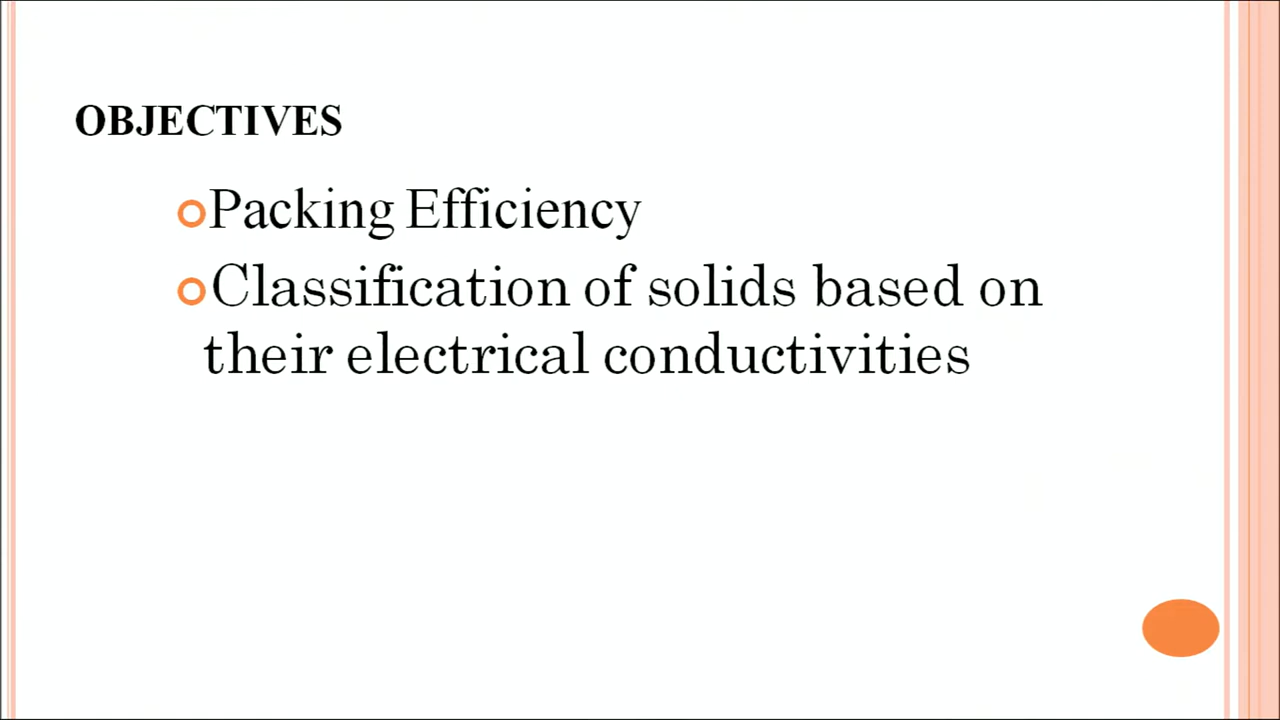 OBJECTIVES
Packing Efficiency
Classification of solids based on
their electrical conductivities